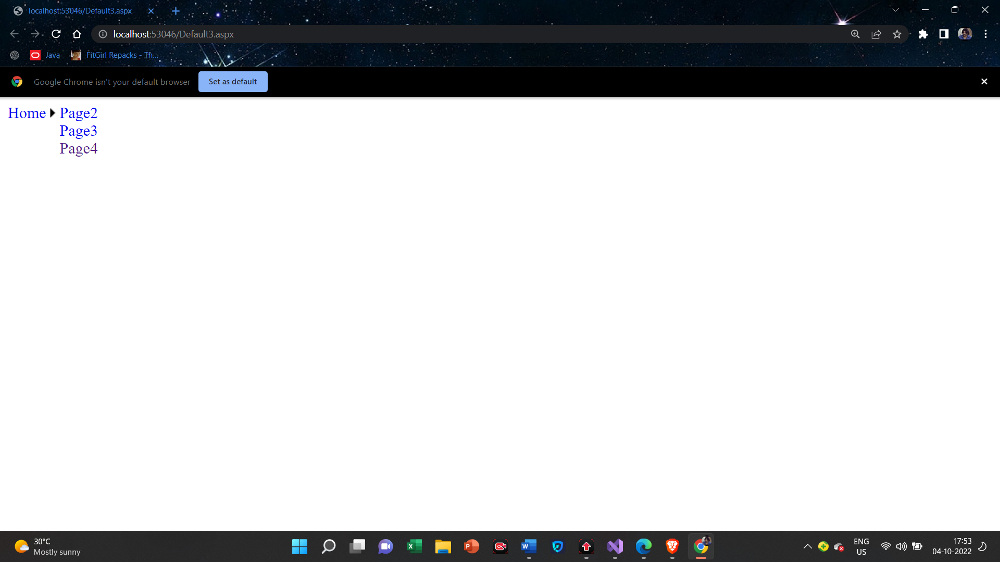 localhost:53046/Default3.aspx
localhost:53046/Default3.aspx
Java FitGirl Repacks - Th...
Google Chrome isn't your default browser Set as default
Home Page2
Page3
Page4
30°C
Mostly sunny
ENG
US
17:53
04-10-2022